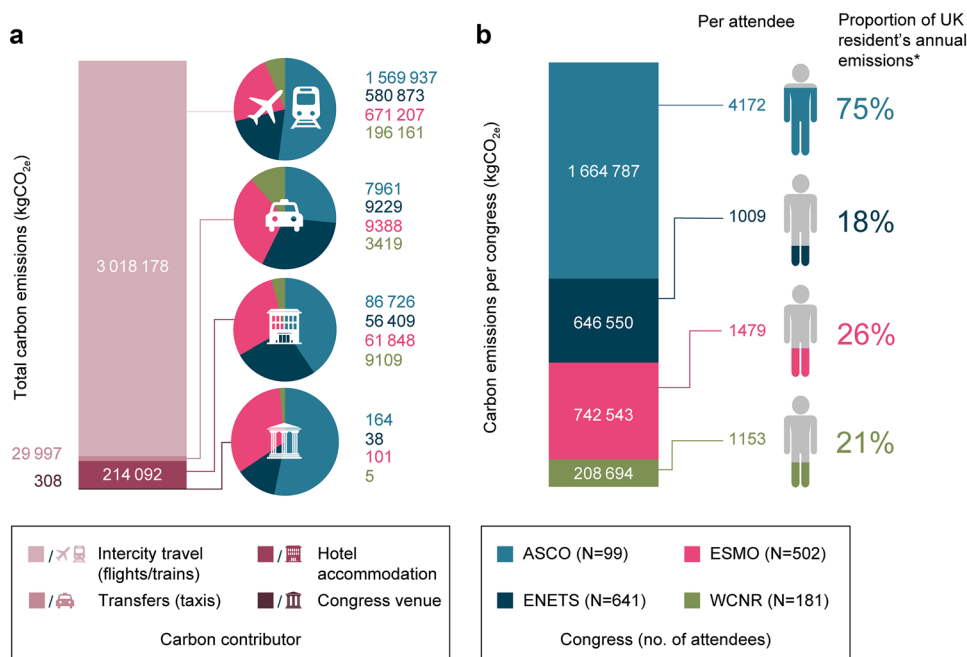 a
Total carbon emissions (kgCO2e)
3 018 178
29 997
308
214 092
1 569 937
580 873
671 207
196 161
7961
9229
9388
3419
86 726
56 409
61 848
9109
164
38
101
5
/ Intercity travel
(flights/trains)
/ Transfers (taxis)
/ Hotel
accommodation
/ Congress venue
Carbon contributor
b
Per attendee
Proportion of UK
resident’s annual
emissions*
Carbon emissions per congress (kgCO2e)
1 664 787
4172
75%
646 550
1009
18%
742 543
1479
26%
208 694
1153
21%
ASCO (N=99)
ESMO (N=502)
ENETS (N=641)
WCNR (N=181)
Congress (no. of attendees)